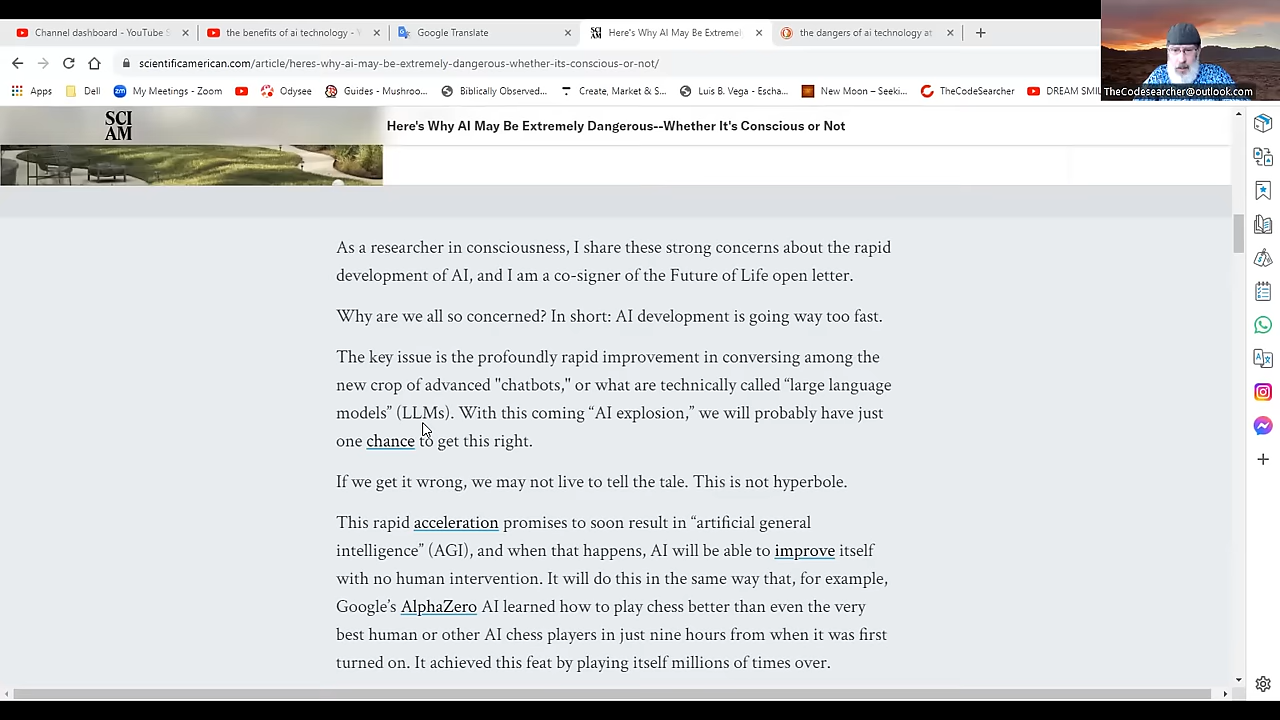 Channel dashboard - YouTube S
the benefits of ai technology -
Google Translate
Here's Why AI May Be Extremel
the dangers of ai technology at
scientificamerican.com/article/heres-why-ai-may-be-extremely-dangerous-whether-its-conscious-or-not/
TheCodesearcher@outlook.com
Apps
Dell
My Meetings - Zoom
Odysee
Guides - Mushroo...
Biblically Observed...
Create, Market & S...
Luis B. Vega - Escha...
New Moon – Seeki...
TheCodeSearcher
DREAM SMIL
SCI
AM
Here's Why AI May Be Extremely Dangerous--Whether It's Conscious or Not
As a researcher in consciousness, I share these strong concerns about the rapid
development of AI, and I am a co-signer of the Future of Life open letter.
Why are we all so concerned? In short: AI development is going way too fast.
The key issue is the profoundly rapid improvement in conversing among the
new crop of advanced "chatbots," or what are technically called “large language
models” (LLMs). With this coming “AI explosion,” we will probably have just
one chance to get this right.
If we get it wrong, we may not live to tell the tale. This is not hyperbole.
This rapid acceleration promises to soon result in “artificial general
intelligence” (AGI), and when that happens, AI will be able to improve itself
with no human intervention. It will do this in the same way that, for example,
Google’s AlphaZero AI learned how to play chess better than even the very
best human or other AI chess players in just nine hours from when it was first
turned on. It achieved this feat by playing itself millions of times over.